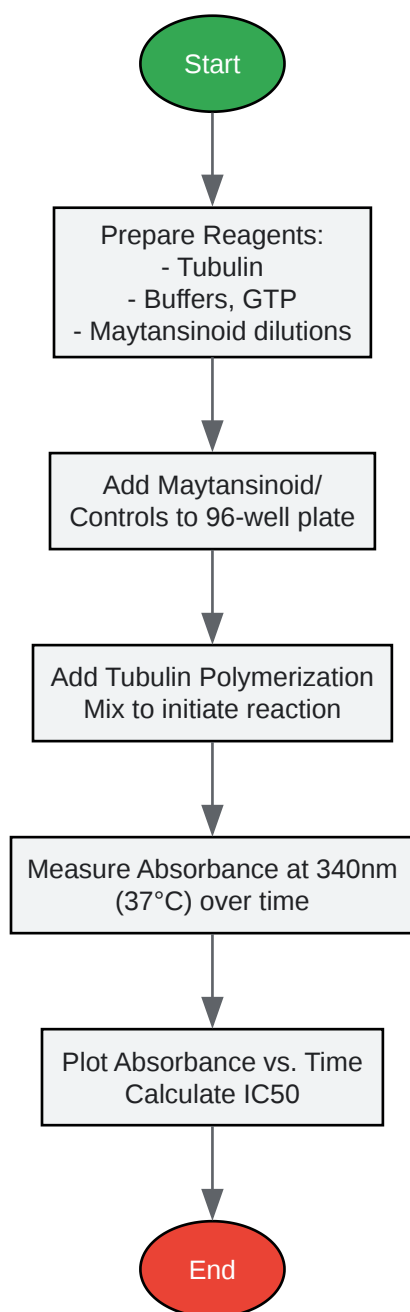 Start
Prepare Reagents:
- Tubulin
- Buffers, GTP
- Maytansinoid dilutions
Add Maytansinoid/
Controls to 96-well plate
Add Tubulin Polymerization
Mix to initiate reaction
Measure Absorbance at 340nm
(37°C) over time
Plot Absorbance vs. Time
Calculate IC50
End